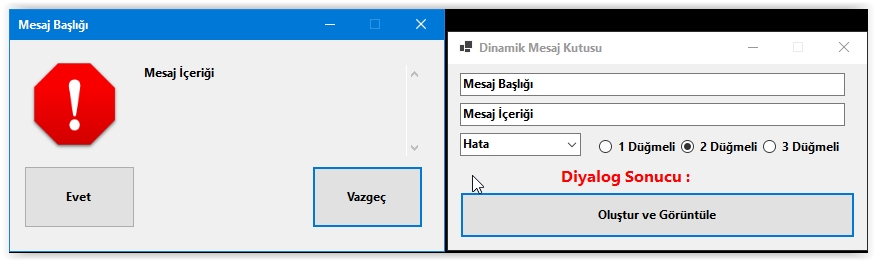 Mesaj Başlığı
Mesaj İçeriği
Evet
Vazgeç
Dinamik Mesaj Kutusu
Mesaj Başlığı
Mesaj İçeriği
Hata
1 Düğmeli
2 Düğmeli
3 Düğmeli
Diyalog Sonucu :
Oluştur ve Görüntüle